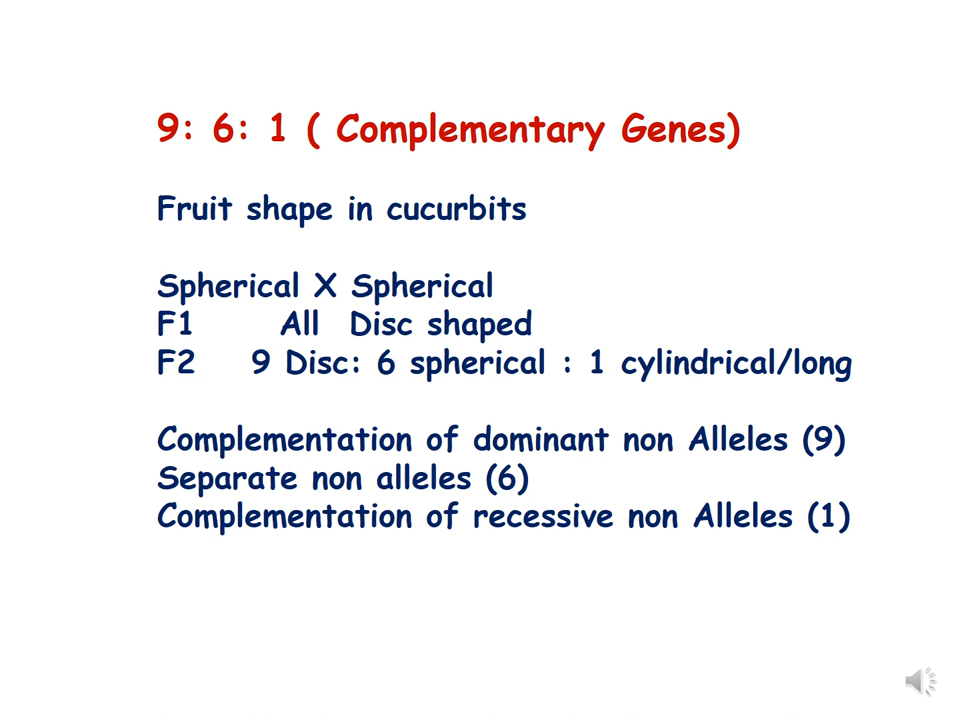 9: 6: 1 ( Complementary Genes)
Fruit shape in cucurbits
Spherical X Spherical
F1 All Disc shaped
F2 9 Disc: 6 spherical : 1 cylindrical/long
Complementation of dominant non Alleles (9)
Separate non alleles (6)
Complementation of recessive non Alleles (1)